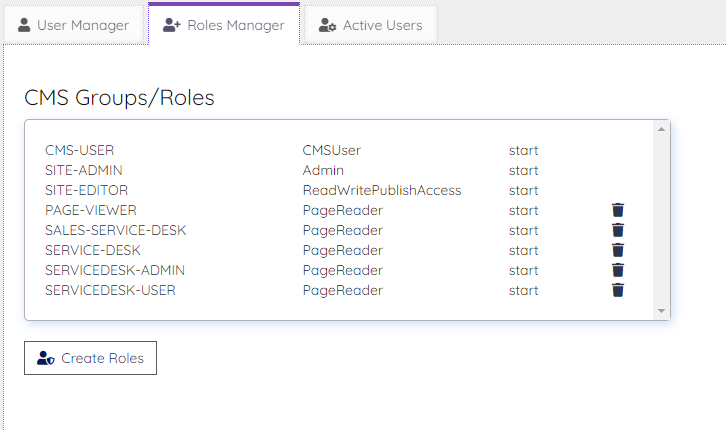 User Manager Roles Manager Active Users
CMS Groups/Roles
CMS-USER CMSUser start
SITE-ADMIN Admin start
SITE-EDITOR ReadWritePublishAccess start
PAGE-VIEWER PageReader start
SALES-SERVICE-DESK PageReader start
SERVICE-DESK PageReader start
SERVICEDESK-ADMIN PageReader start
SERVICEDESK-USER PageReader start
Create Roles